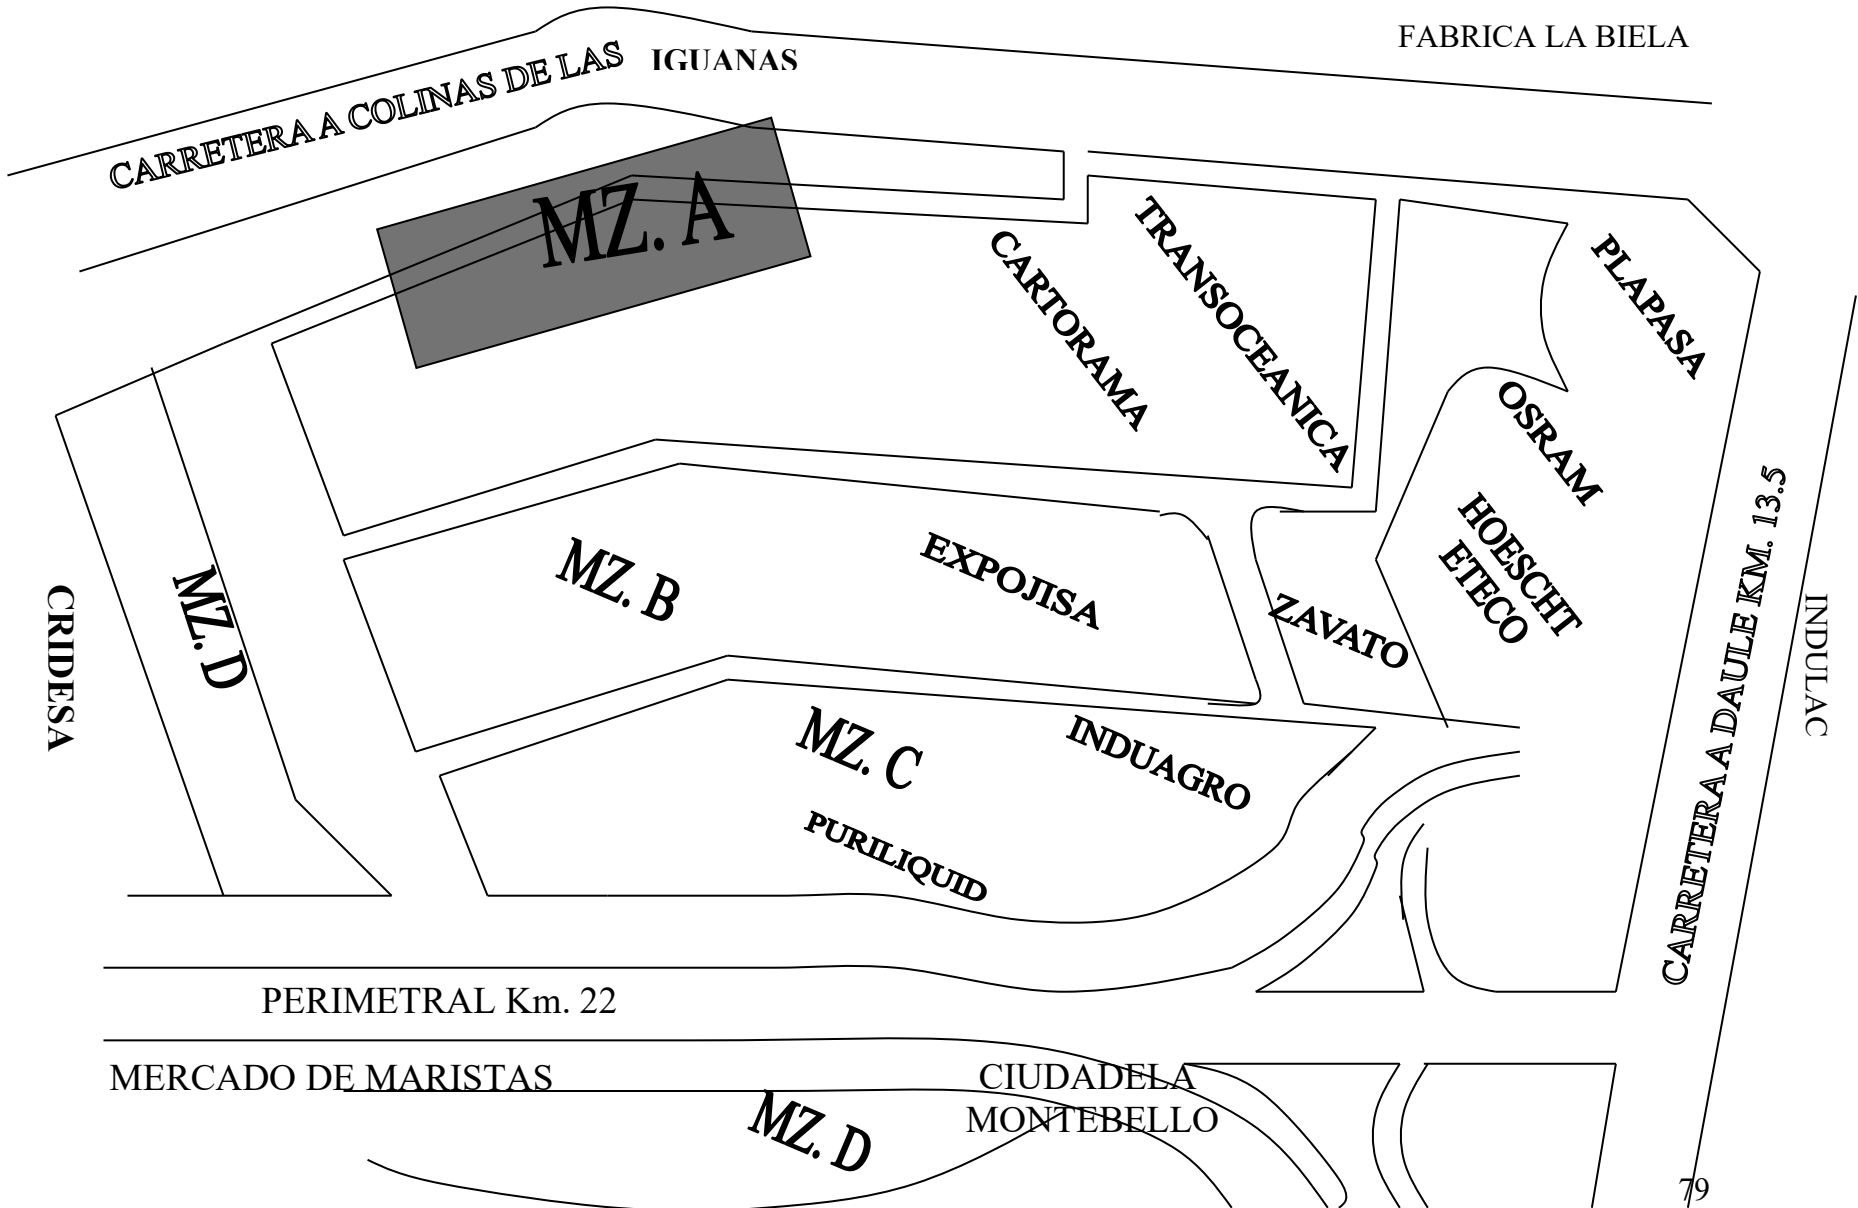 FABRICA LA BIELA
CARRETERA A COLINAS DE LAS IGUANAS
MZ. A
TRANSOCEANICA
CARTORAMA
PLAPASA
OSRAM
HOESCHT
ETECO
CARRETERA A DAULE KM. 13.5
INDULAC
MZ. B
EXPOJISA
ZAVATO
CRIDESA
MZ. D
MZ. C
INDUAGRO
PURILIQUID
PERIMETRAL Km. 22
MERCADO DE MARISTAS
CIUDADELA
MONTEBELLO
MZ. D
79